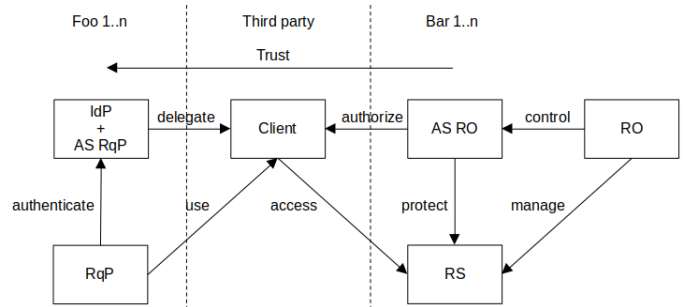 Foo 1..n
Third party
Bar 1..n
Trust
IdP
+
AS RqP
delegate
Client
authorize
AS RO
control
RO
authenticate
use
access
protect
manage
RqP
RS